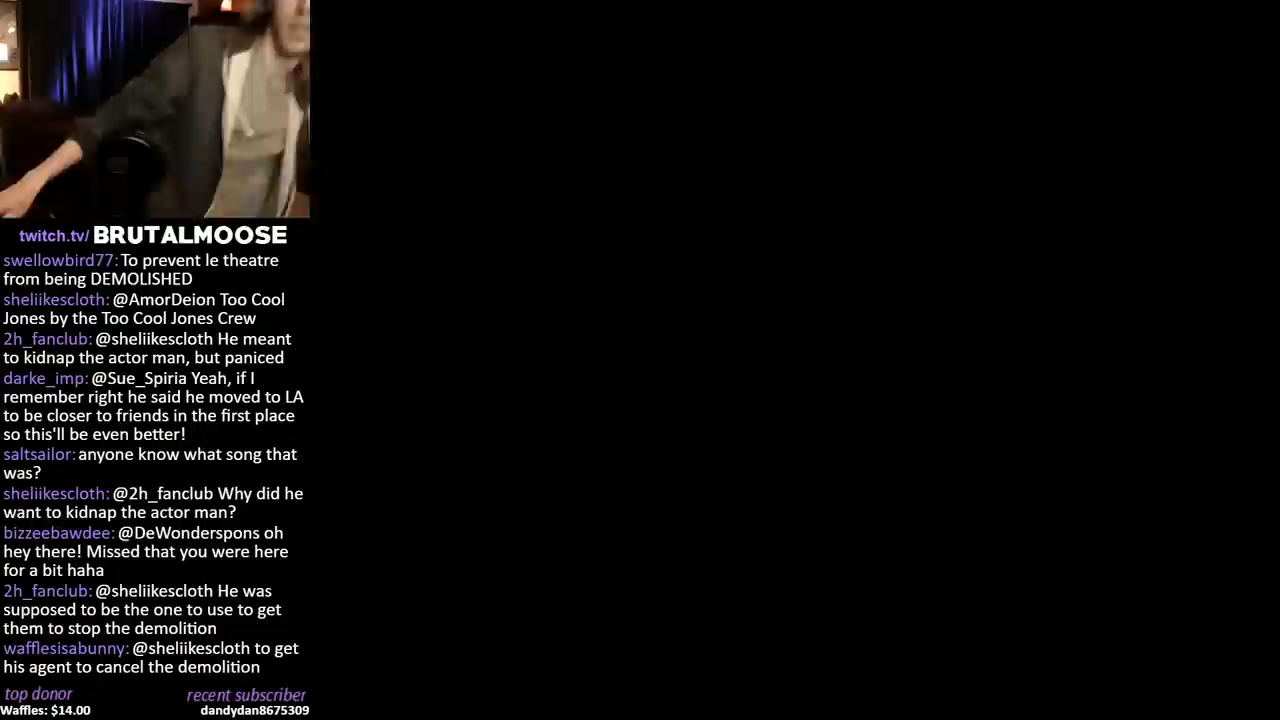 twitch.tv/ BRUTALMOOSE
swellowbird77: To prevent le theatre
from being DEMOLISHED
sheliikescloth: @AmorDeion Too Cool
Jones by the Too Cool Jones Crew
2h_fanclub: @sheliikescloth He meant
to kidnap the actor man, but paniced
darke_imp: @Sue_Spiria Yeah, if I
remember right he said he moved to LA
to be closer to friends in the first place
so this'll be even better!
saltsailor: anyone know what song that
was?
sheliikescloth: @2h_fanclub Why did he
want to kidnap the actor man?
bizzeebawdee: @DeWonderspons oh
hey there! Missed that you were here
for a bit haha
2h_fanclub: @sheliikescloth He was
supposed to be the one to use to get
them to stop the demolition
wafflesisabunny: @sheliikescloth to get
his agent to cancel the demolition
top donor recent subscriber
Waffles: $14.00 dandydan8675309